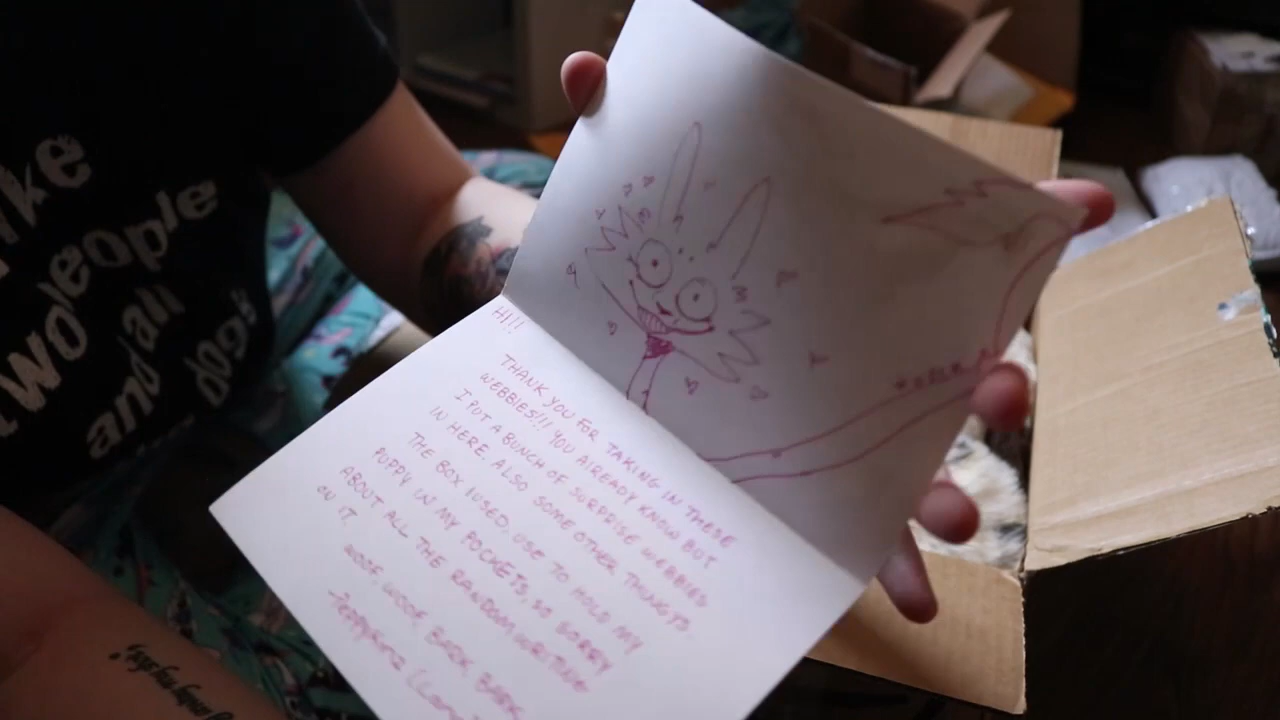 ike
two people
and all
dogs
HI!!!
THANK YOU FOR TAKING IN THESE
WEBBIES!!! YOU ALREADY KNOW BUT
I PUT A BUNCH OF SURPRISE WEBBIES
IN HERE. ALSO SOME OTHER THINGIES.
THE BOX I USED, USE TO HOLD MY
PUPPY IN MY POCKETS, SO SORRY
ABOUT ALL THE RANDOM WRITING
ON IT
WOOF WOOF BARK BARK